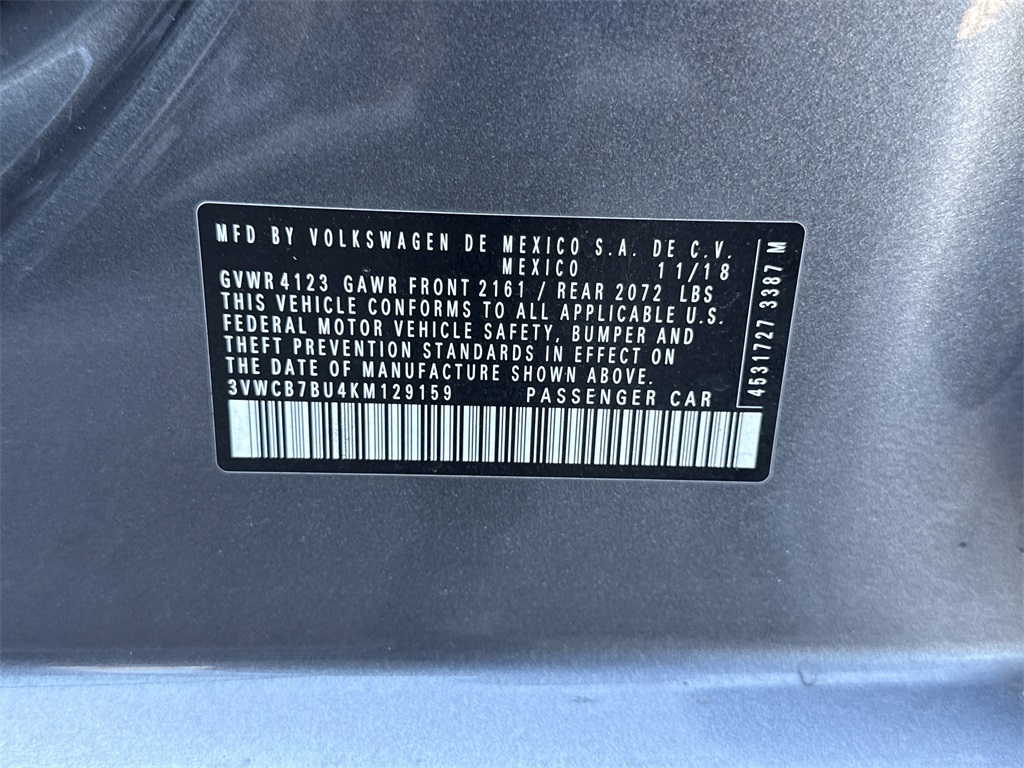 MFD BY VOLKSWAGEN DE MEXICO S.A. DE C.V.
MEXICO 11/18
GVWR 4123 GAWR FRONT 2161 / REAR 2072 LBS
THIS VEHICLE CONFORMS TO ALL APPLICABLE U.S.
FEDERAL MOTOR VEHICLE SAFETY, BUMPER AND
THEFT PREVENTION STANDARDS IN EFFECT ON
THE DATE OF MANUFACTURE SHOWN ABOVE.
3VWCB7BU4KM129159 PASSENGER CAR
4531727 3387 M